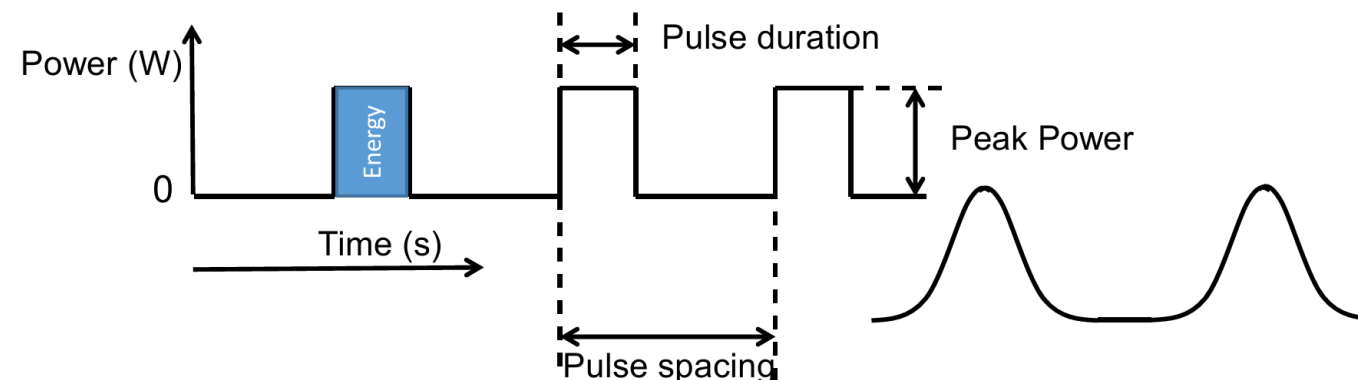 Pulse duration
Power (W)
Energy
Peak Power
0
Time (s)
Pulse spacing